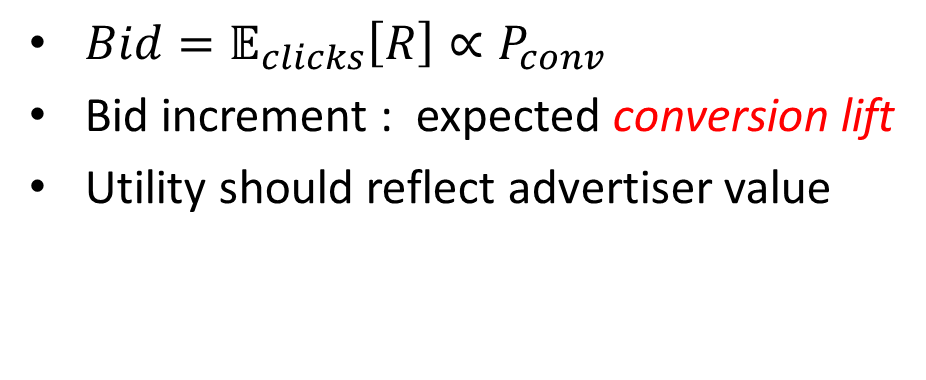 • Bid = 𝔼_clicks[R] ∝ P_conv
• Bid increment : expected conversion lift
• Utility should reflect advertiser value